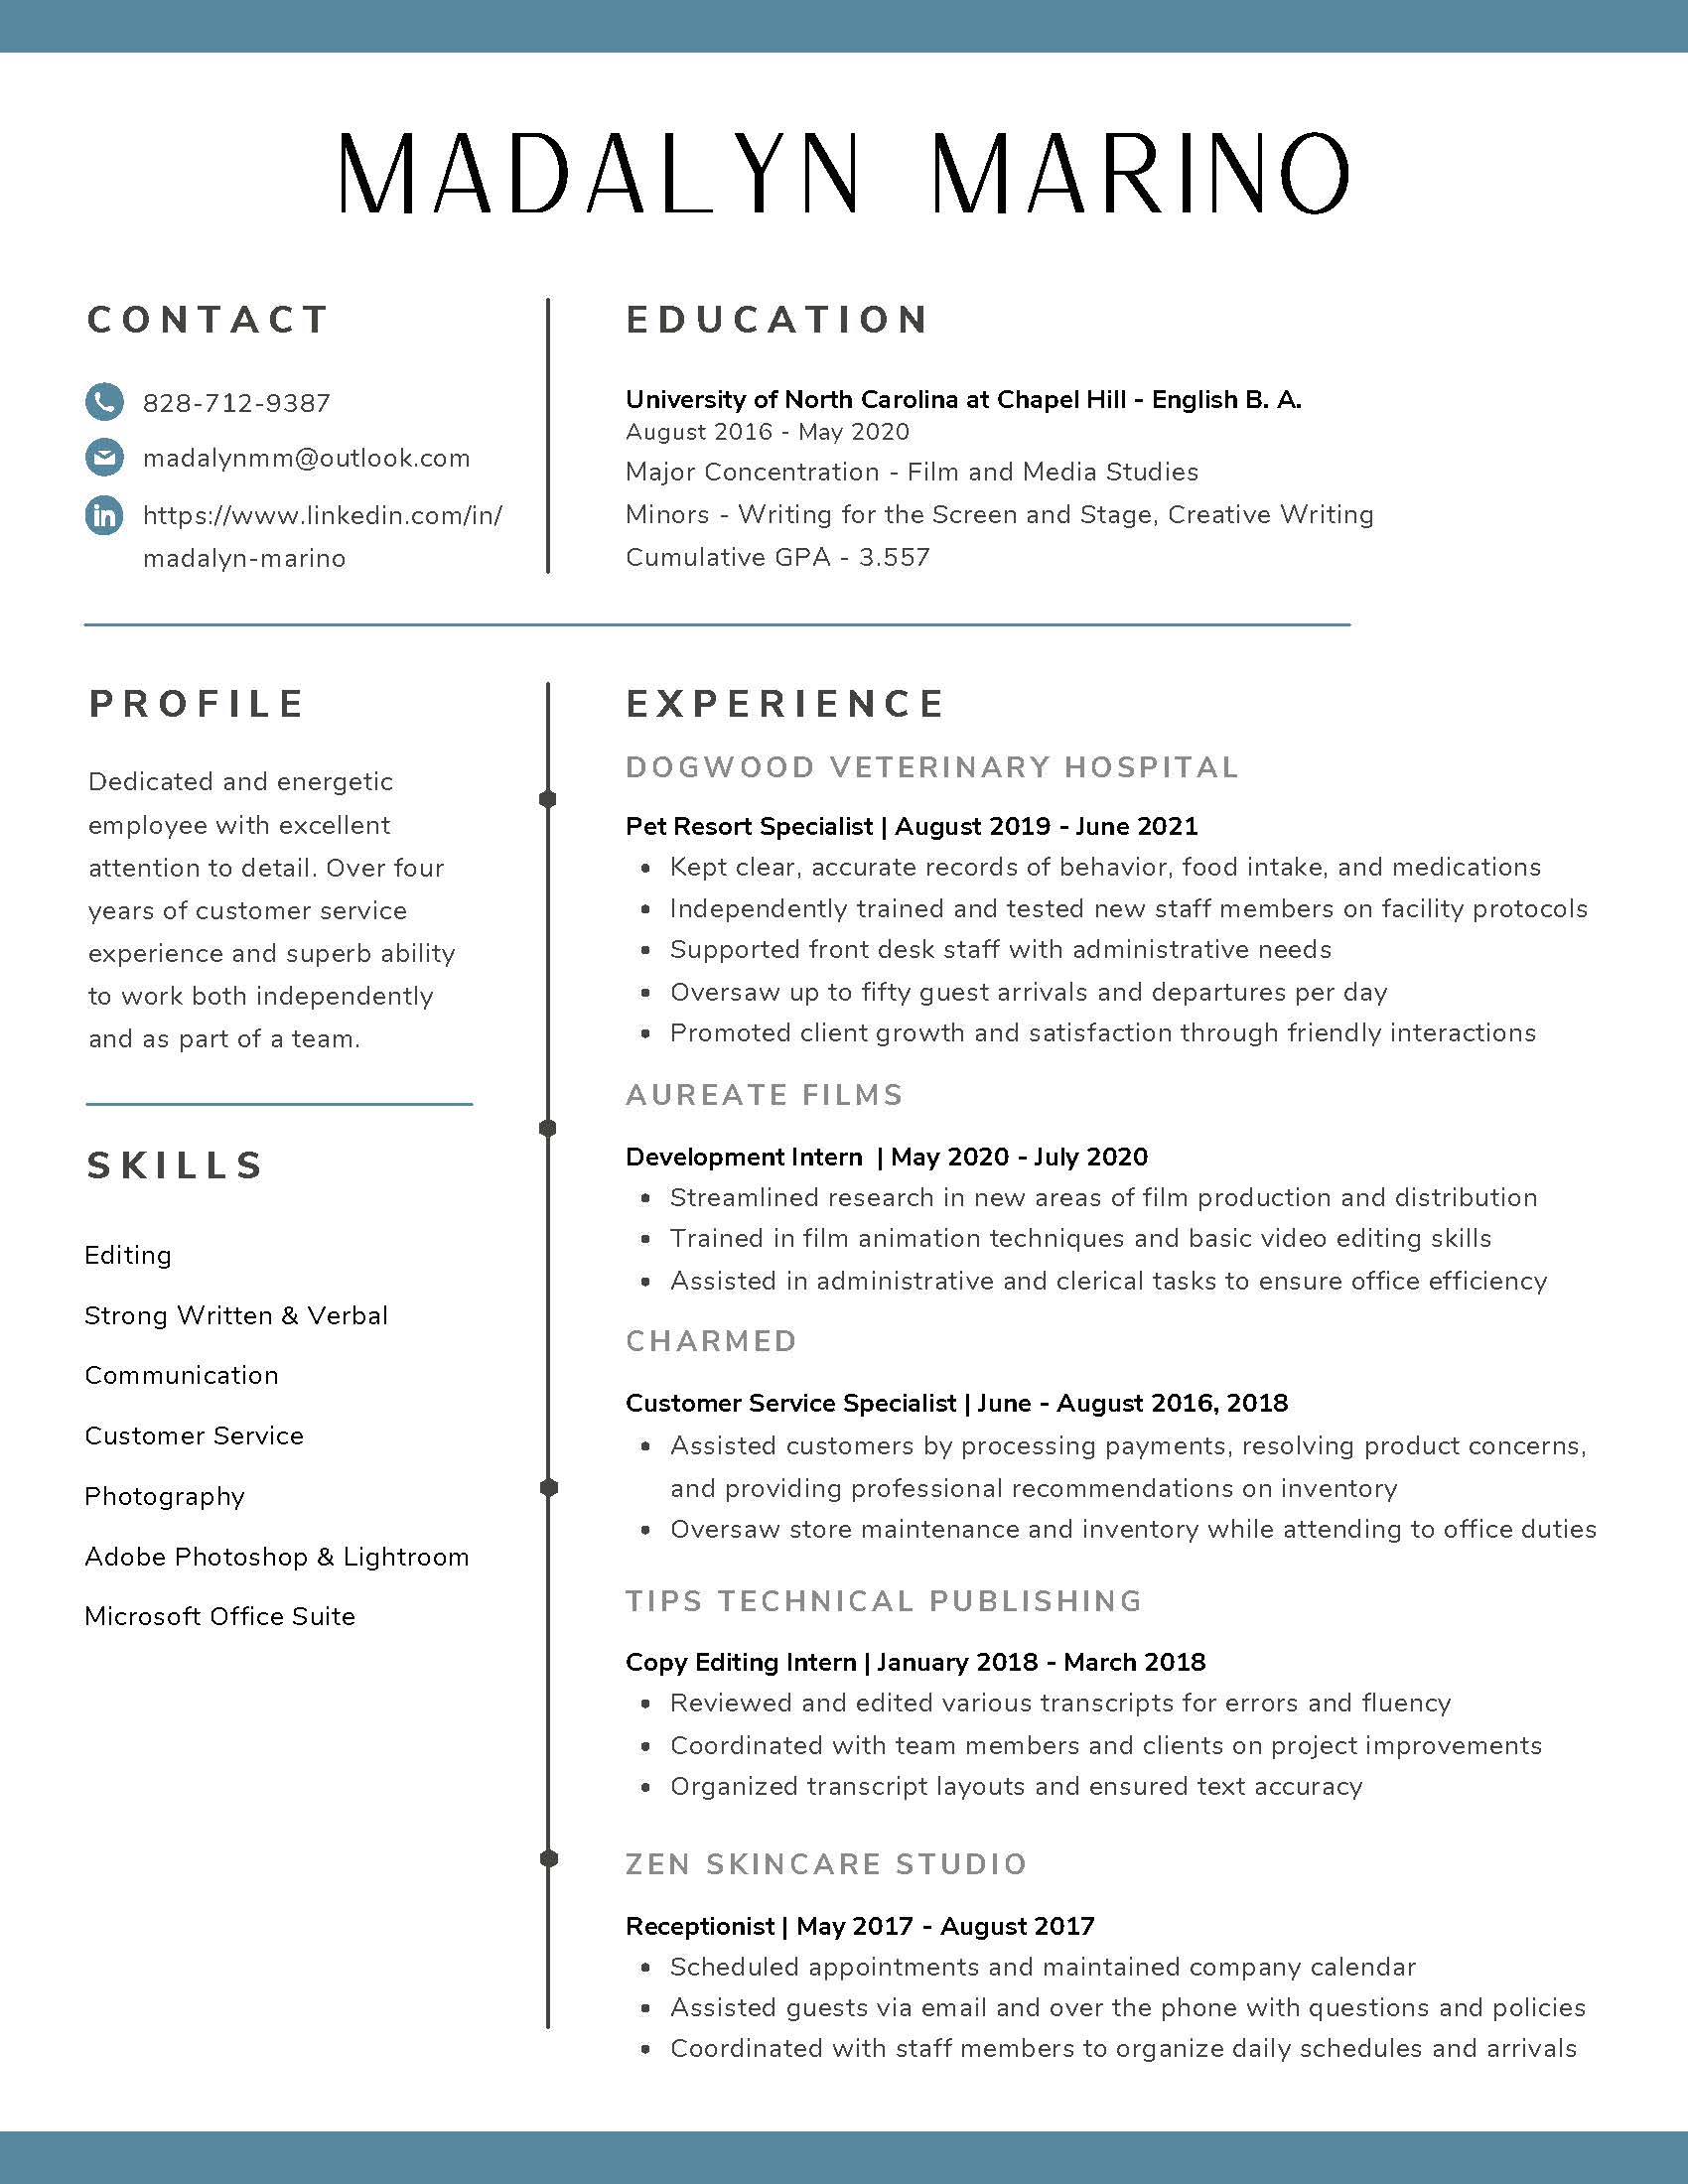 MADALYN MARINO
CONTACT
828-712-9387
madalynmm@outlook.com
in https://www.linkedin.com/in/
madalyn-marino
EDUCATION
University of North Carolina at Chapel Hill - English B. A.
August 2016 - May 2020
Major Concentration - Film and Media Studies
Minors - Writing for the Screen and Stage, Creative Writing
Cumulative GPA - 3.557
PROFILE
Dedicated and energetic
employee with excellent
attention to detail. Over four
years of customer service
experience and superb ability
to work both independently
and as part of a team.
SKILLS
Editing
Strong Written & Verbal
Communication
Customer Service
Photography
Adobe Photoshop & Lightroom
Microsoft Office Suite
EXPERIENCE
DOGWOOD VETERINARY HOSPITAL
Pet Resort Specialist | August 2019 - June 2021
• Kept clear, accurate records of behavior, food intake, and medications
• Independently trained and tested new staff members on facility protocols
• Supported front desk staff with administrative needs
• Oversaw up to fifty guest arrivals and departures per day
• Promoted client growth and satisfaction through friendly interactions
AUREATE FILMS
Development Intern | May 2020 - July 2020
• Streamlined research in new areas of film production and distribution
• Trained in film animation techniques and basic video editing skills
• Assisted in administrative and clerical tasks to ensure office efficiency
CHARMED
Customer Service Specialist | June - August 2016, 2018
• Assisted customers by processing payments, resolving product concerns,
and providing professional recommendations on inventory
• Oversaw store maintenance and inventory while attending to office duties
TIPS TECHNICAL PUBLISHING
Copy Editing Intern | January 2018 - March 2018
• Reviewed and edited various transcripts for errors and fluency
• Coordinated with team members and clients on project improvements
• Organized transcript layouts and ensured text accuracy
ZEN SKINCARE STUDIO
Receptionist | May 2017 - August 2017
• Scheduled appointments and maintained company calendar
• Assisted guests via email and over the phone with questions and policies
• Coordinated with staff members to organize daily schedules and arrivals